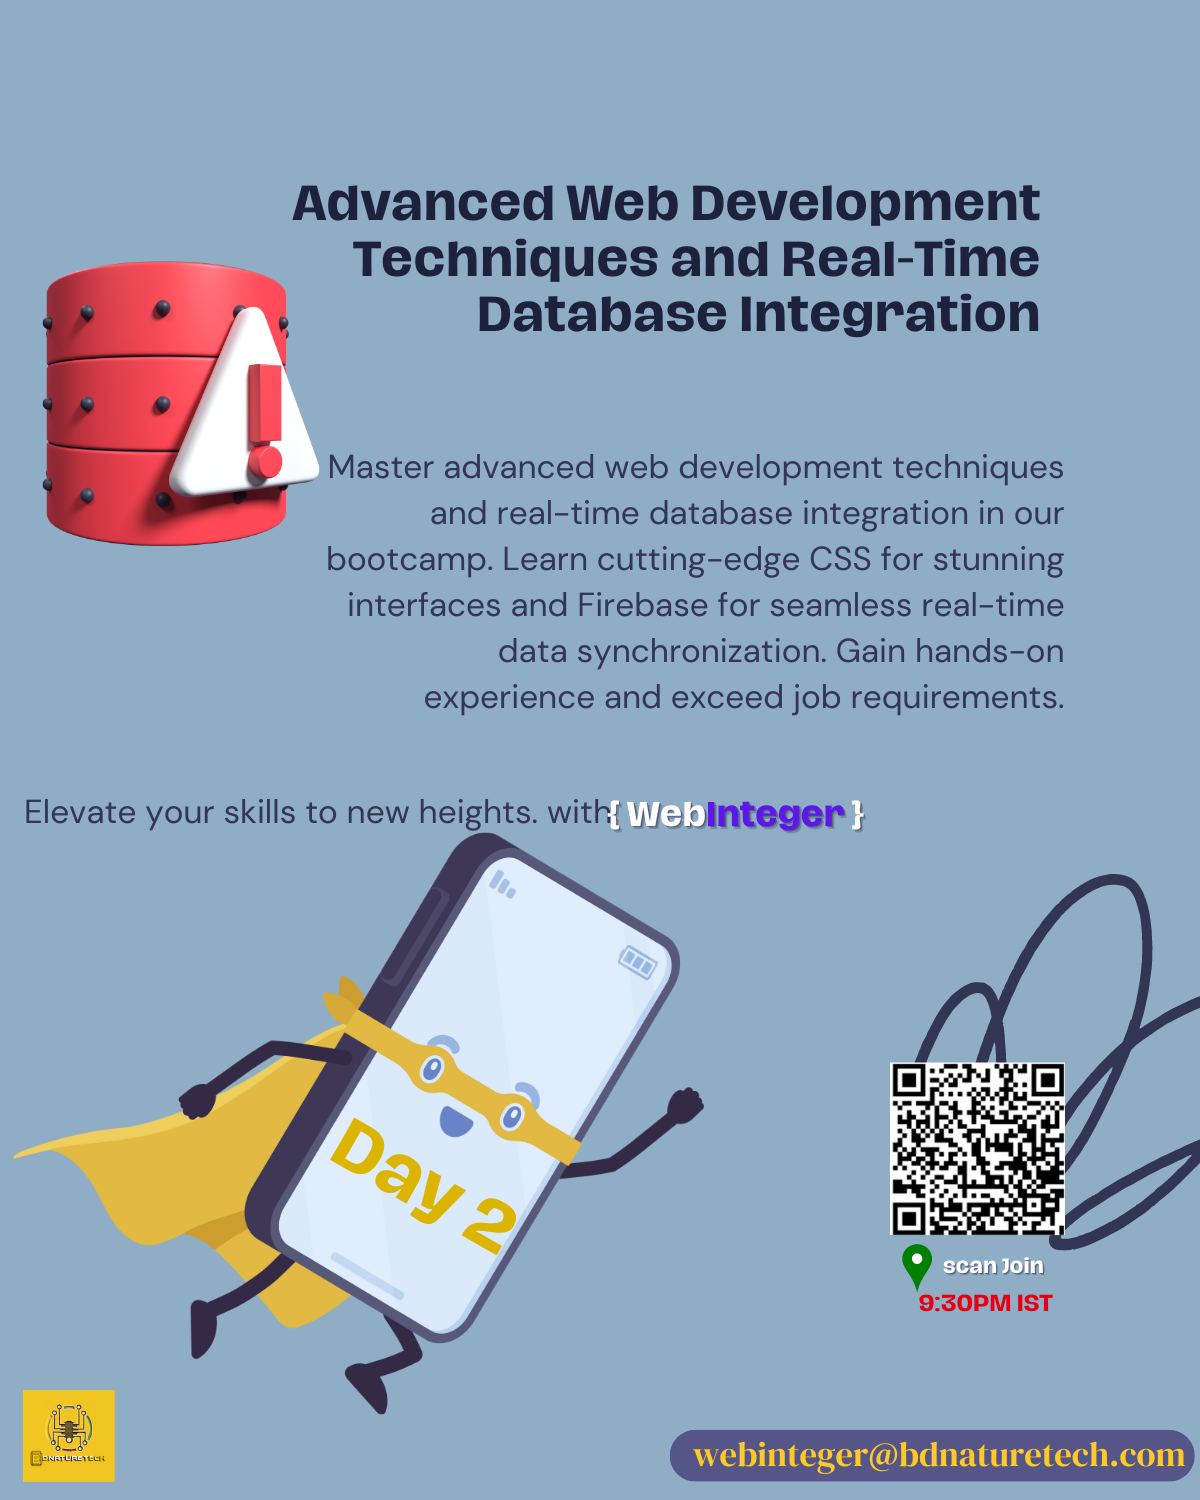 Advanced Web Development
Techniques and Real-Time
Database Integration
Master advanced web development techniques
and real-time database integration in our
bootcamp. Learn cutting-edge CSS for stunning
interfaces and Firebase for seamless real-time
data synchronization. Gain hands-on
experience and exceed job requirements.
Elevate your skills to new heights. with{ WebInteger }
Day 2
scan Join
9:30PM IST
BDNATURETECH
webinteger@bdnaturetech.com